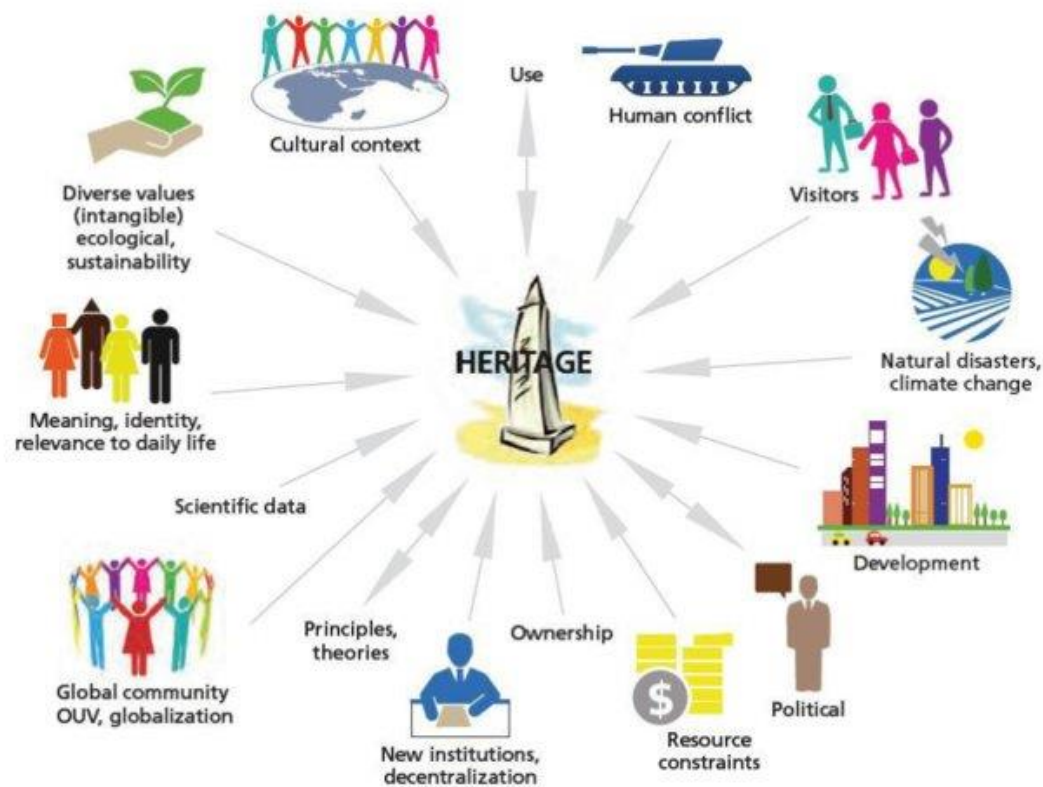 Use
Human conflict
Cultural context
Visitors
Diverse values
(intangible)
ecological,
sustainability
HERITAGE
Natural disasters,
climate change
Meaning, identity,
relevance to daily life
Scientific data
Development
Principles,
theories
Ownership
Global community
OUV, globalization
$
Political
New institutions,
decentralization
Resource
constraints